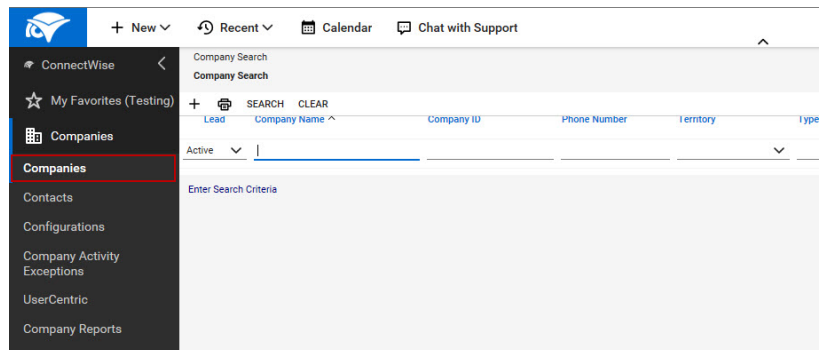 + New
Recent
Calendar
Chat with Support
ConnectWise
My Favorites (Testing)
Companies
Companies
Contacts
Configurations
Company Activity
Exceptions
UserCentric
Company Reports
Company Search
Company Search
+ SEARCH CLEAR
Lead Company Name ^ Company ID Phone Number Territory Type
Active
Enter Search Criteria